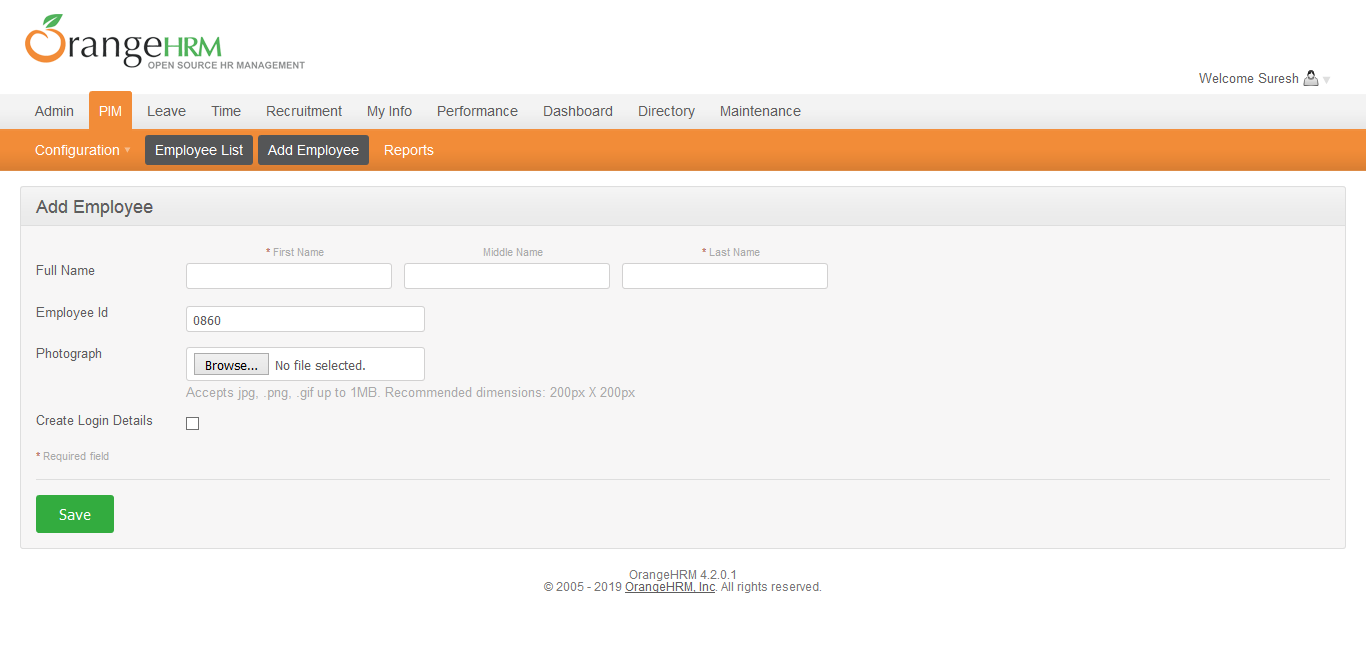 OrangeHRM
OPEN SOURCE HR MANAGEMENT
Welcome Suresh
Admin PIM Leave Time Recruitment My Info Performance Dashboard Directory Maintenance
Configuration Employee List Add Employee Reports
Add Employee
* First Name Middle Name * Last Name
Full Name
Employee Id 0860
Photograph Browse... No file selected.
Accepts jpg, .png, .gif up to 1MB. Recommended dimensions: 200px X 200px
Create Login Details
* Required field
Save
OrangeHRM 4.2.0.1
© 2005 - 2019 OrangeHRM, Inc. All rights reserved.